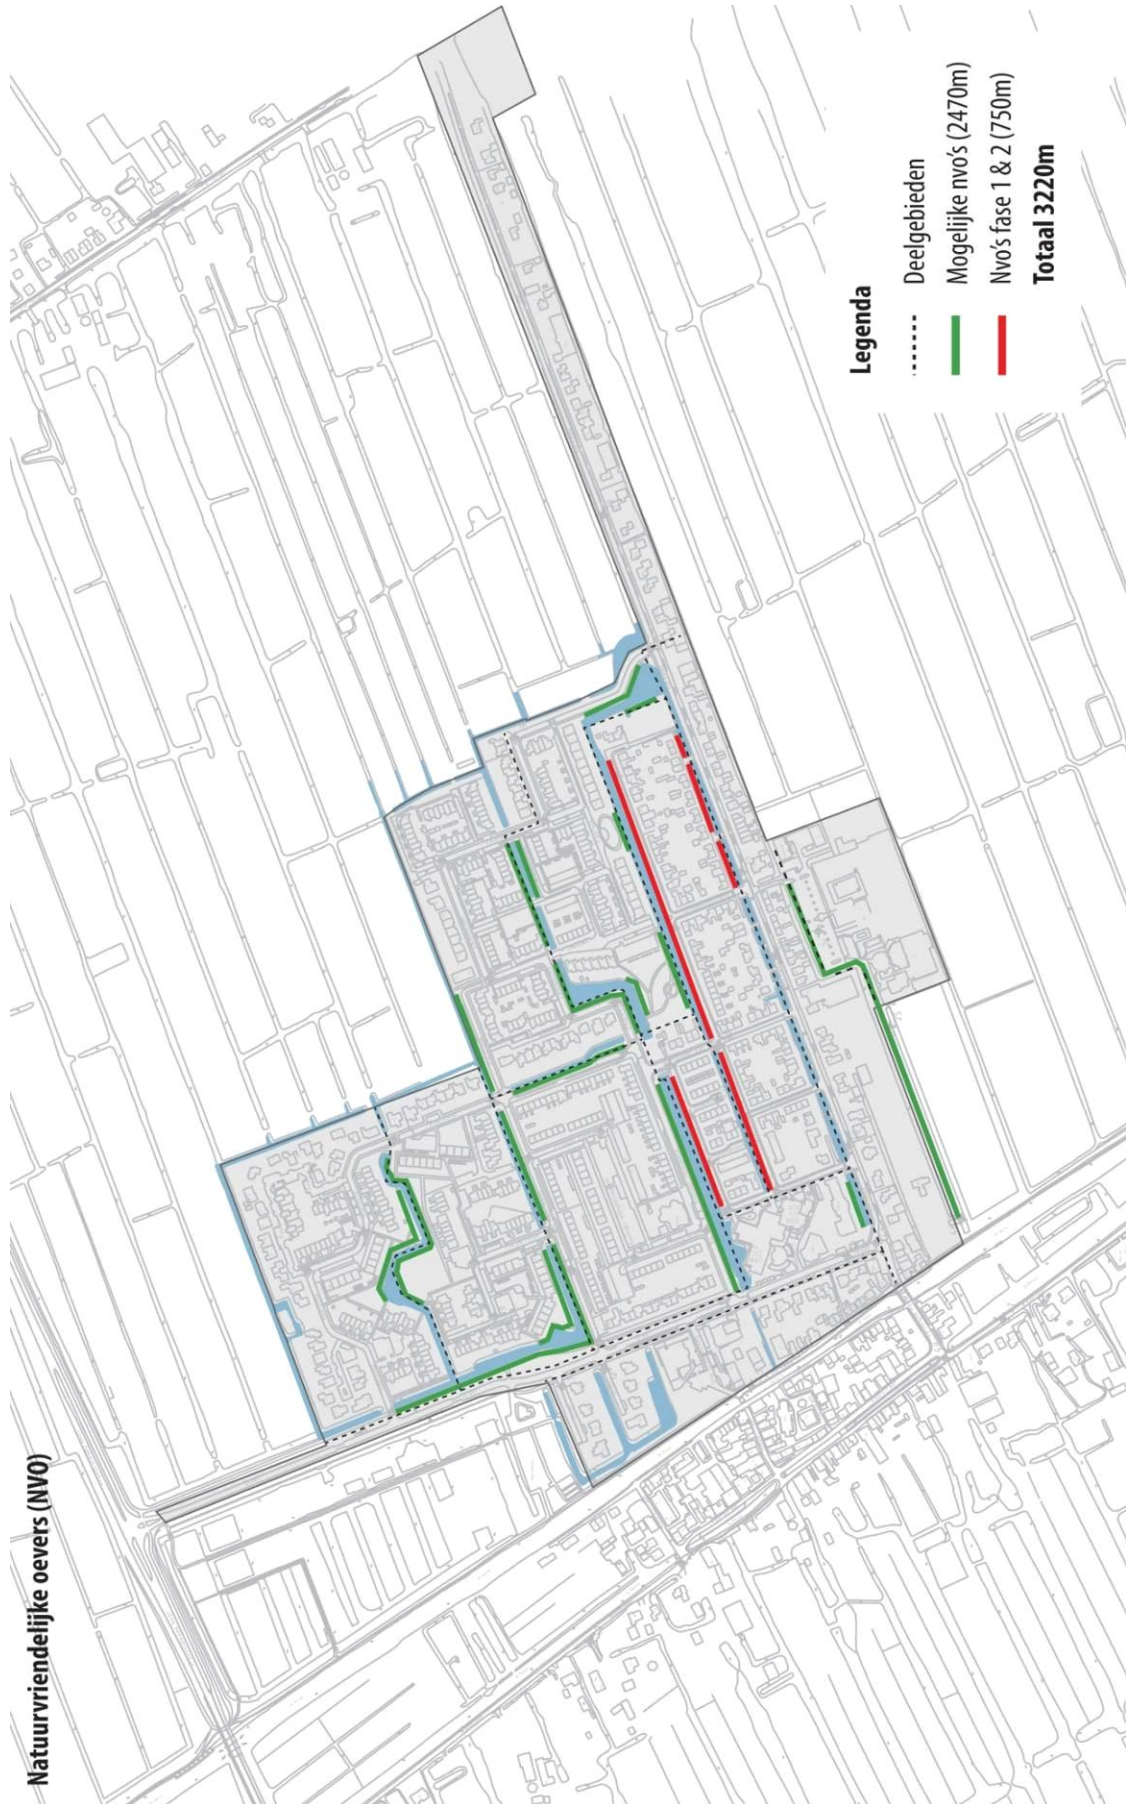 Natuurvriendelijke oevers (NVO)
Legenda
Deelgebieden
Mogelijke nvo's (2470m)
Nvo's fase 1 & 2 (750m)
Totaal 3220m